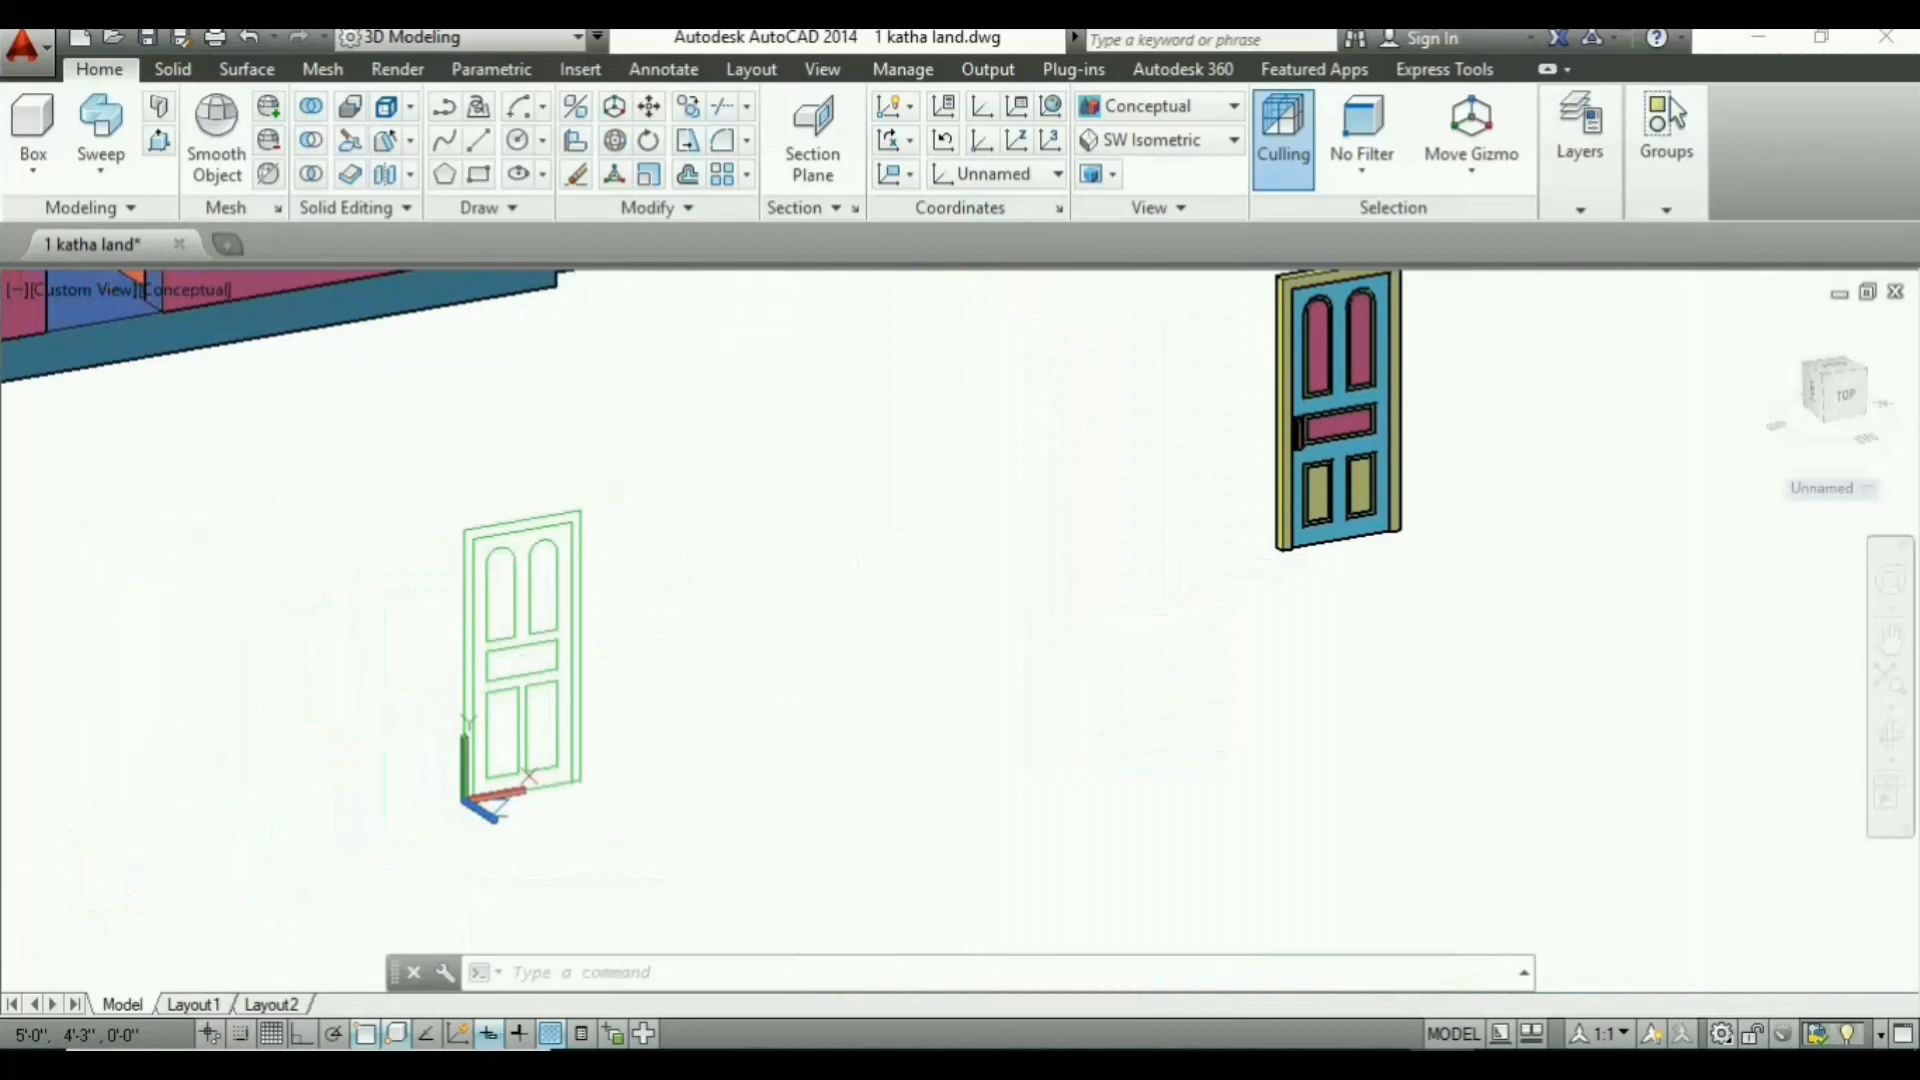 3D Modeling
Autodesk AutoCAD 2014 1 katha land.dwg
Type a keyword or phrase
Sign In
Home Solid Surface Mesh Render Parametric Insert Annotate Layout View Manage Output Plug-ins Autodesk 360 Featured Apps Express Tools
Box
Sweep
Smooth
Object
Section
Plane
Conceptual
SW Isometric
Unnamed
Culling
No Filter
Move Gizmo
Layers
Groups
Modeling Mesh Solid Editing Draw Modify Section Coordinates View Selection
1 katha land*
[−][Custom View][Conceptual]
TOP
Unnamed
Y
X
Type a command
Model Layout1 Layout2
5'-0", 4'-3", 0'-0"
MODEL
1:1